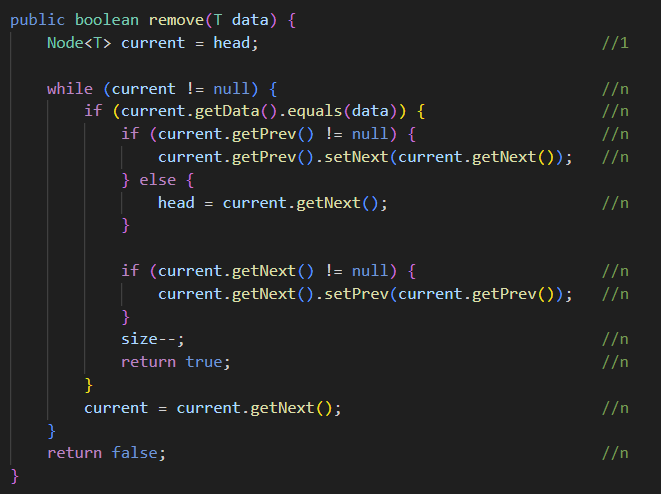 public boolean remove(T data) {
    Node<T> current = head;                                     //1

    while (current != null) {                                   //n
        if (current.getData().equals(data)) {                   //n
            if (current.getPrev() != null) {                    //n
                current.getPrev().setNext(current.getNext());   //n
            } else {
                head = current.getNext();                       //n
            }

            if (current.getNext() != null) {                    //n
                current.getNext().setPrev(current.getPrev());   //n
            }
            size--;                                             //n
            return true;                                        //n
        }
        current = current.getNext();                            //n
    }
    return false;                                               //n
}